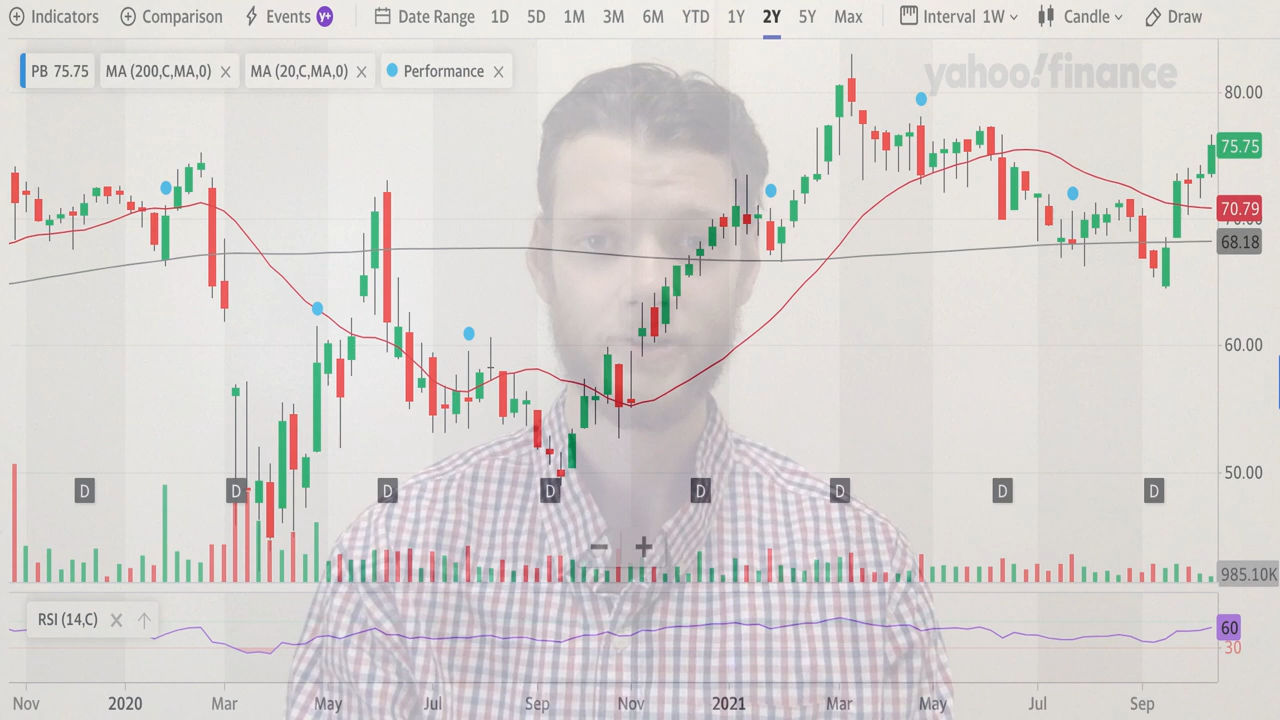 Indicators Comparison Events y+ Date Range 1D 5D 1M 3M 6M YTD 1Y 2Y 5Y Max Interval 1W Candle Draw
PB 75.75 MA (200,C,MA,0) X MA (20,C,MA,0) X Performance X
yahoo!finance
80.00
75.75
70.79
68.18
60.00
50.00
D D D D D D D D
− +
985.10K
RSI (14,C) X
60
30
Nov 2020 Mar May Jul Sep Nov 2021 Mar May Jul Sep